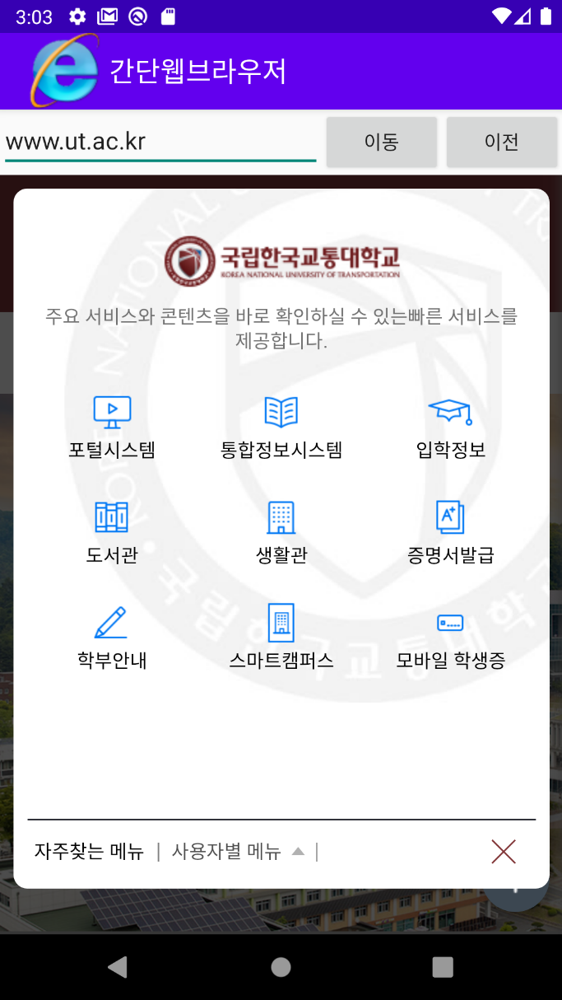 3:03
간단웹브라우저
www.ut.ac.kr
이동
이전
국립한국교통대학교
KOREA NATIONAL UNIVERSITY OF TRANSPORTATION
주요 서비스와 콘텐츠을 바로 확인하실 수 있는빠른 서비스를
제공합니다.
포털시스템
통합정보시스템
입학정보
도서관
생활관
증명서발급
학부안내
스마트캠퍼스
모바일 학생증
자주찾는 메뉴 | 사용자별 메뉴 |